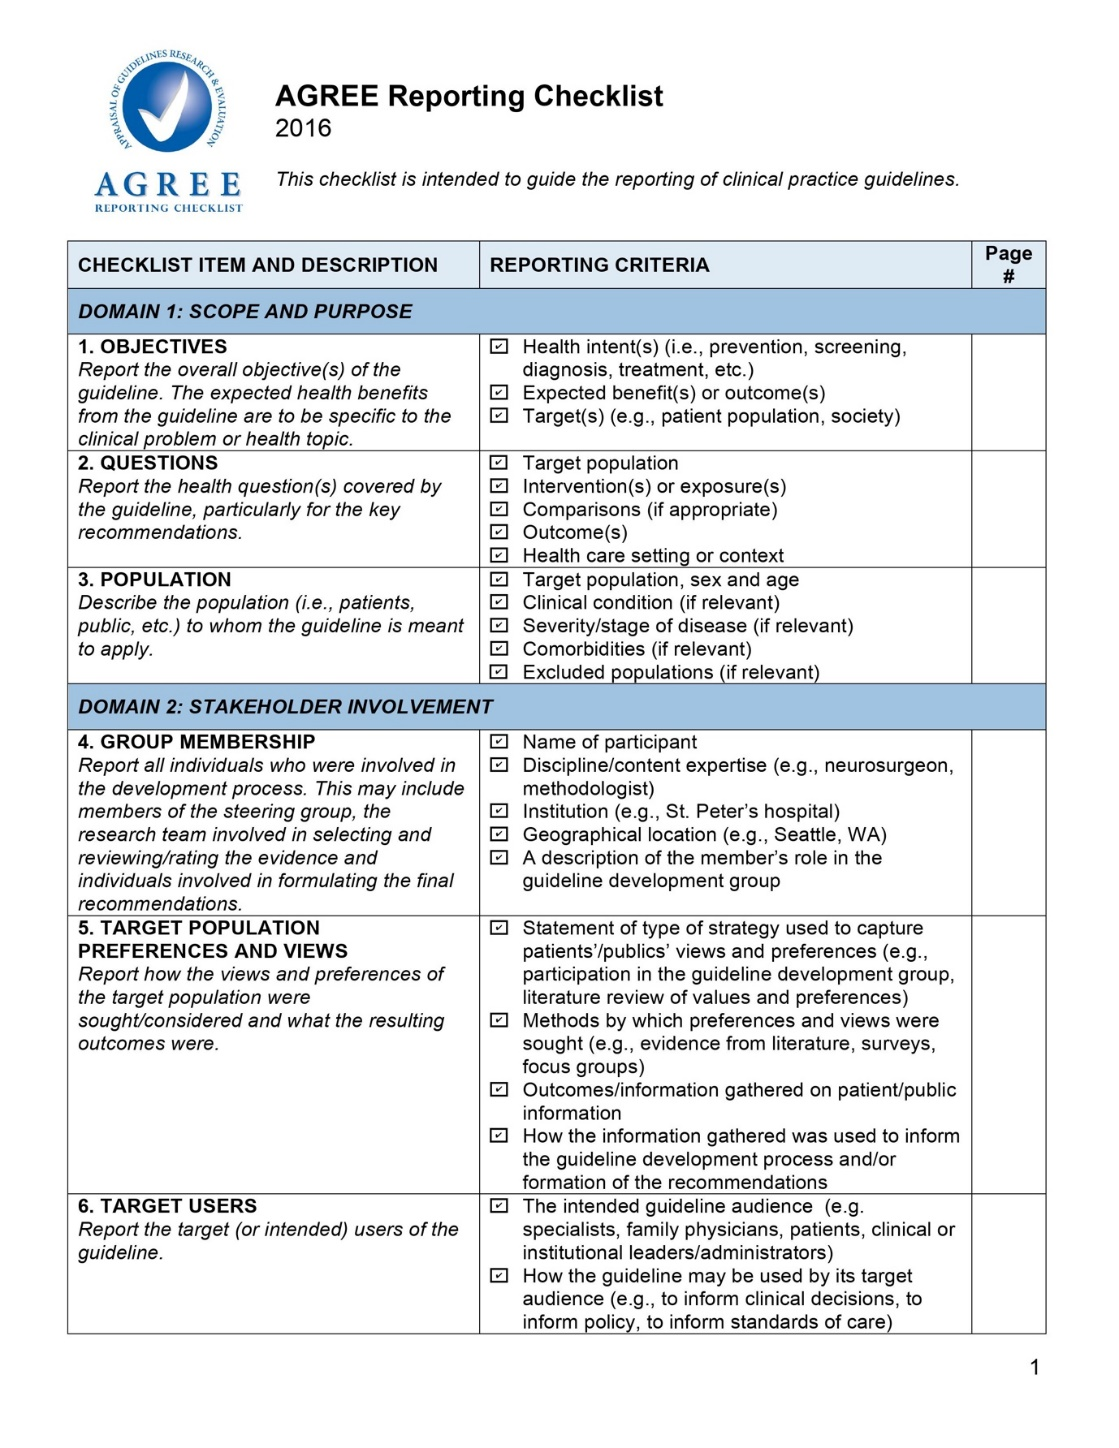 APPRAISAL OF GUIDELINES RESEARCH & EVALUATION
AGREE
REPORTING CHECKLIST
AGREE Reporting Checklist
2016
This checklist is intended to guide the reporting of clinical practice guidelines.
CHECKLIST ITEM AND DESCRIPTION
REPORTING CRITERIA
Page
#
DOMAIN 1: SCOPE AND PURPOSE
1. OBJECTIVES
Report the overall objective(s) of the
guideline. The expected health benefits
from the guideline are to be specific to the
clinical problem or health topic.
Health intent(s) (i.e., prevention, screening,
diagnosis, treatment, etc.)
Expected benefit(s) or outcome(s)
Target(s) (e.g., patient population, society)
2. QUESTIONS
Report the health question(s) covered by
the guideline, particularly for the key
recommendations.
Target population
Intervention(s) or exposure(s)
Comparisons (if appropriate)
Outcome(s)
Health care setting or context
3. POPULATION
Describe the population (i.e., patients,
public, etc.) to whom the guideline is meant
to apply.
Target population, sex and age
Clinical condition (if relevant)
Severity/stage of disease (if relevant)
Comorbidities (if relevant)
Excluded populations (if relevant)
DOMAIN 2: STAKEHOLDER INVOLVEMENT
4. GROUP MEMBERSHIP
Report all individuals who were involved in
the development process. This may include
members of the steering group, the
research team involved in selecting and
reviewing/rating the evidence and
individuals involved in formulating the final
recommendations.
Name of participant
Discipline/content expertise (e.g., neurosurgeon,
methodologist)
Institution (e.g., St. Peter’s hospital)
Geographical location (e.g., Seattle, WA)
A description of the member’s role in the
guideline development group
5. TARGET POPULATION
PREFERENCES AND VIEWS
Report how the views and preferences of
the target population were
sought/considered and what the resulting
outcomes were.
Statement of type of strategy used to capture
patients’/publics’ views and preferences (e.g.,
participation in the guideline development group,
literature review of values and preferences)
Methods by which preferences and views were
sought (e.g., evidence from literature, surveys,
focus groups)
Outcomes/information gathered on patient/public
information
How the information gathered was used to inform
the guideline development process and/or
formation of the recommendations
6. TARGET USERS
Report the target (or intended) users of the
guideline.
The intended guideline audience  (e.g.
specialists, family physicians, patients, clinical or
institutional leaders/administrators)
How the guideline may be used by its target
audience (e.g., to inform clinical decisions, to
inform policy, to inform standards of care)
1